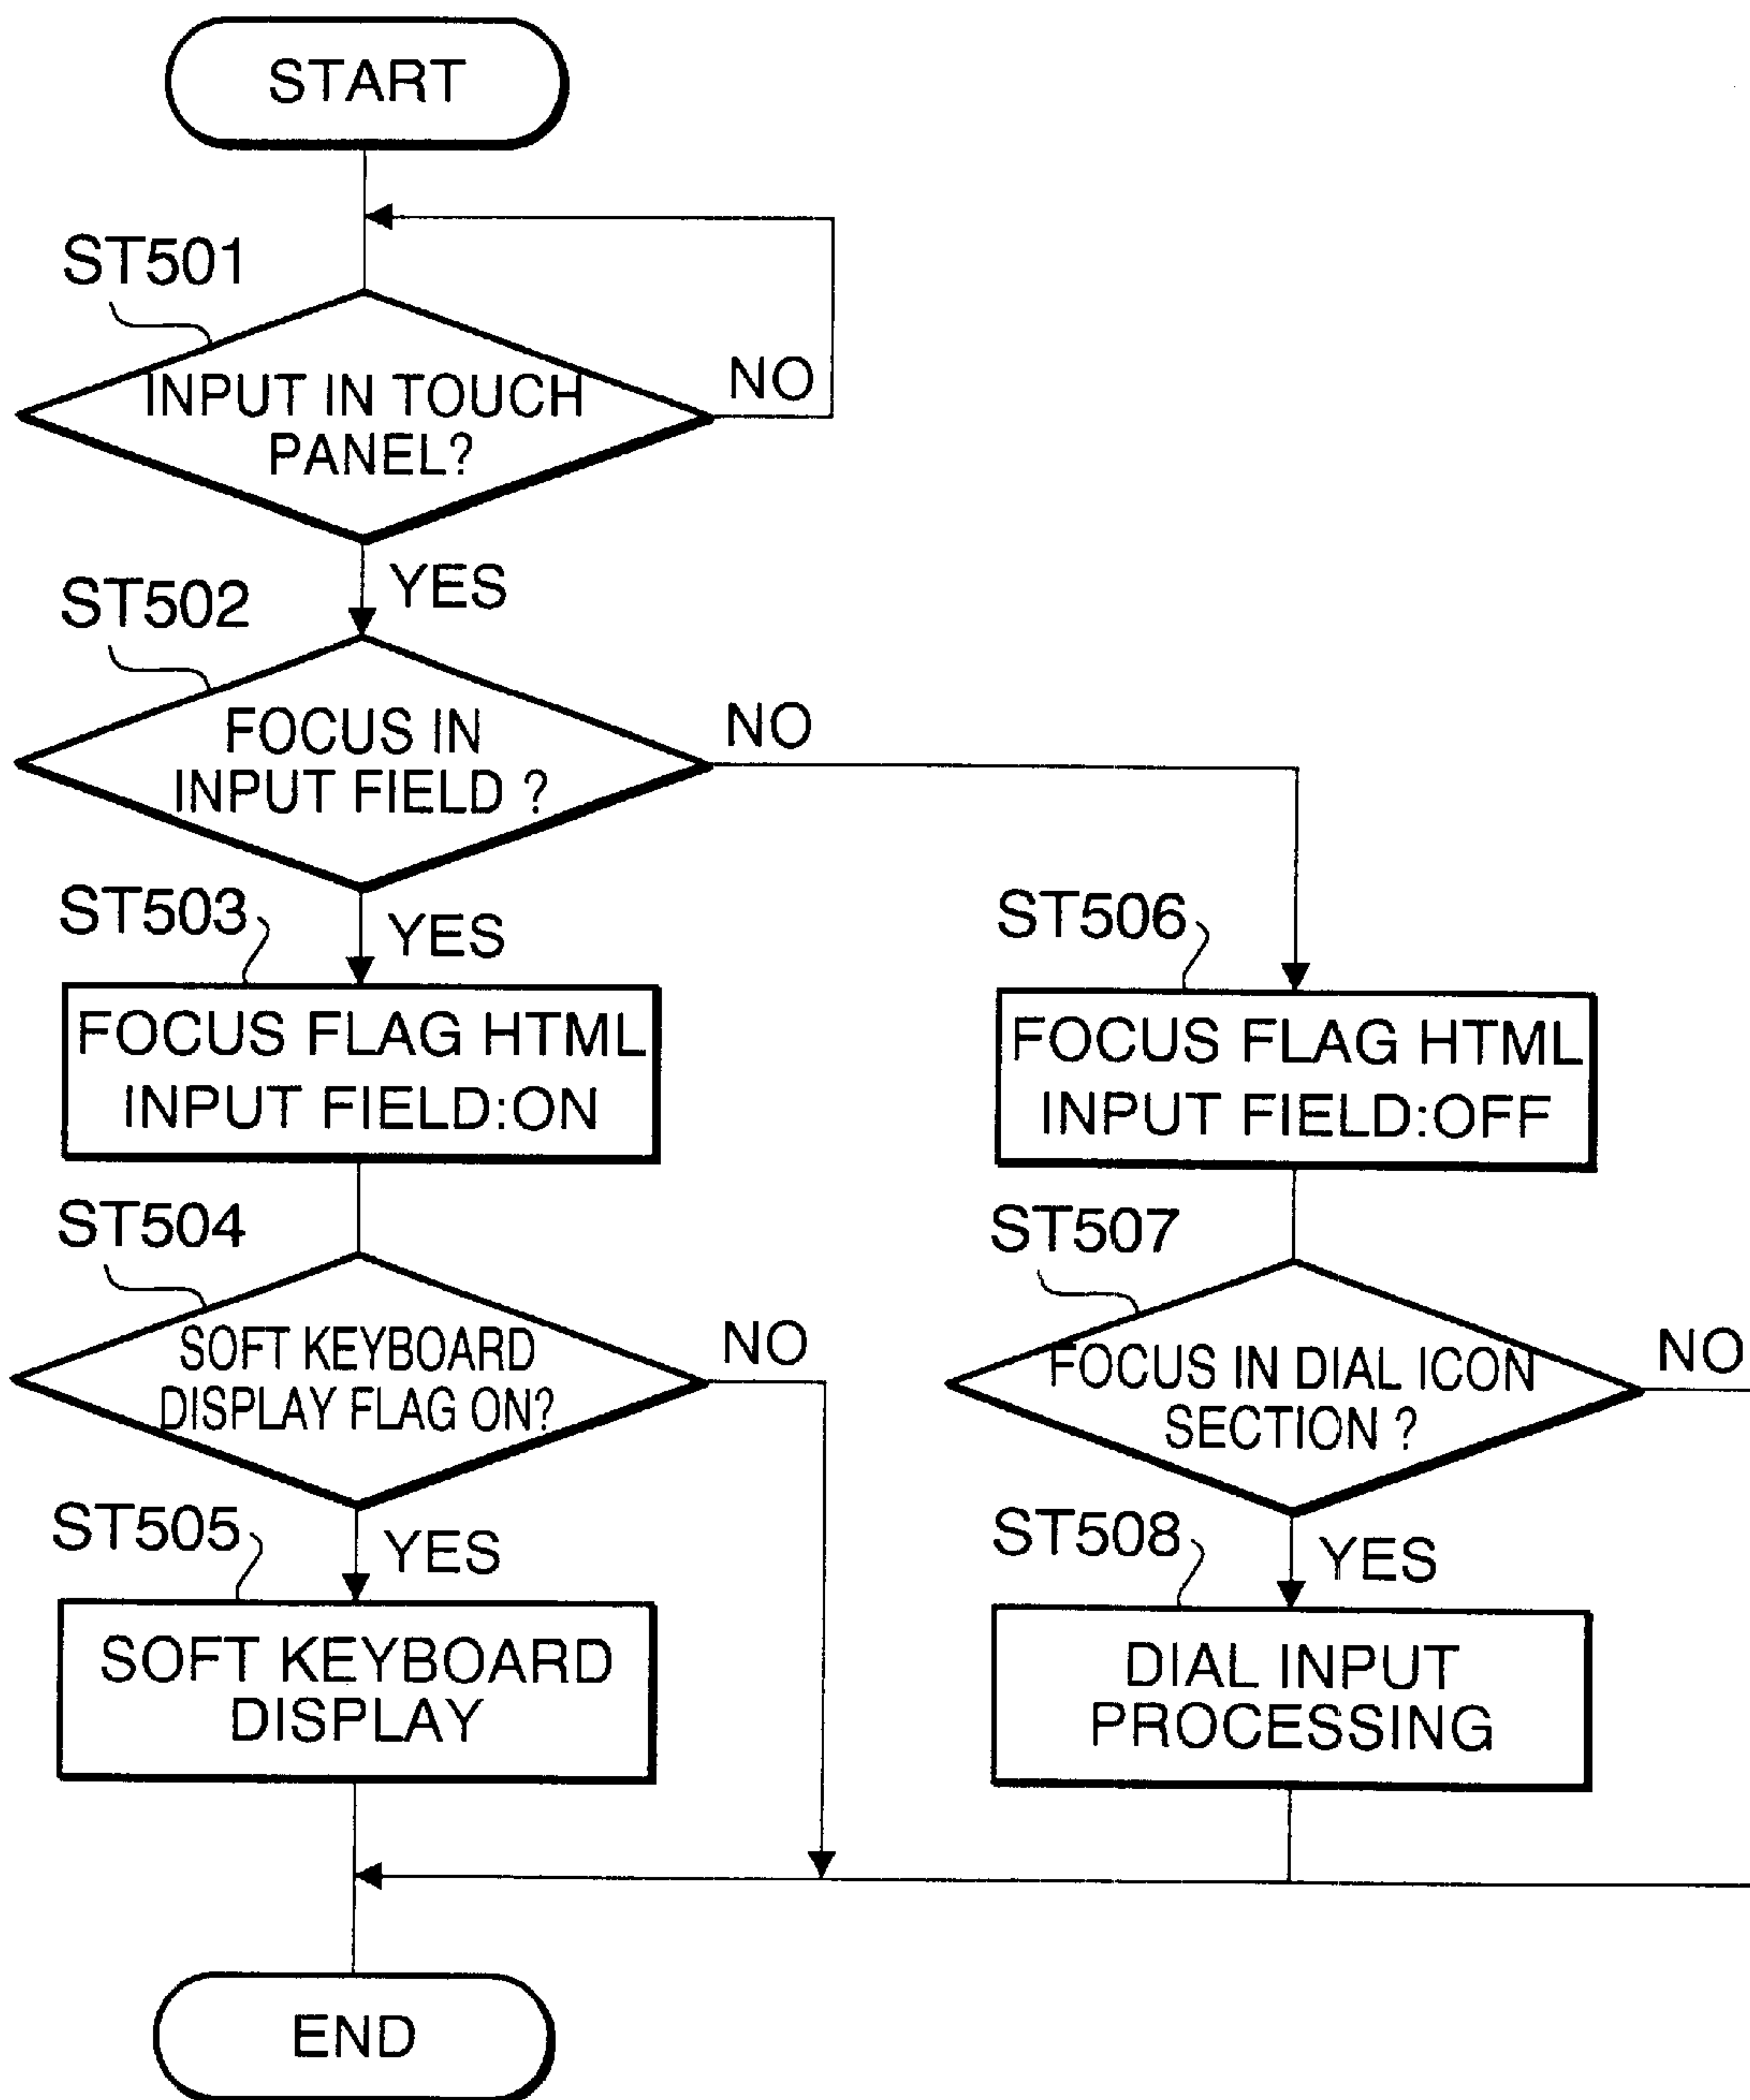 START
ST501
INPUT IN TOUCH
PANEL?
NO
YES
ST502
FOCUS IN
INPUT FIELD ?
NO
ST503
YES
FOCUS FLAG HTML
INPUT FIELD:ON
ST506
FOCUS FLAG HTML
INPUT FIELD:OFF
ST504
SOFT KEYBOARD
DISPLAY FLAG ON?
NO
ST507
FOCUS IN DIAL ICON
SECTION ?
NO
ST505
YES
SOFT KEYBOARD
DISPLAY
ST508
YES
DIAL INPUT
PROCESSING
END